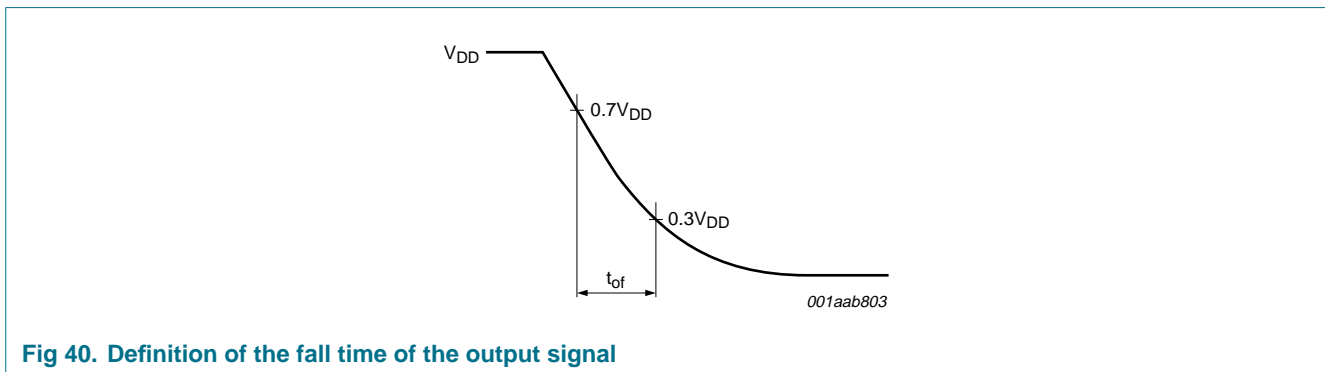 VDD
0.7VDD
0.3VDD
tof
001aab803
Fig 40. Definition of the fall time of the output signal